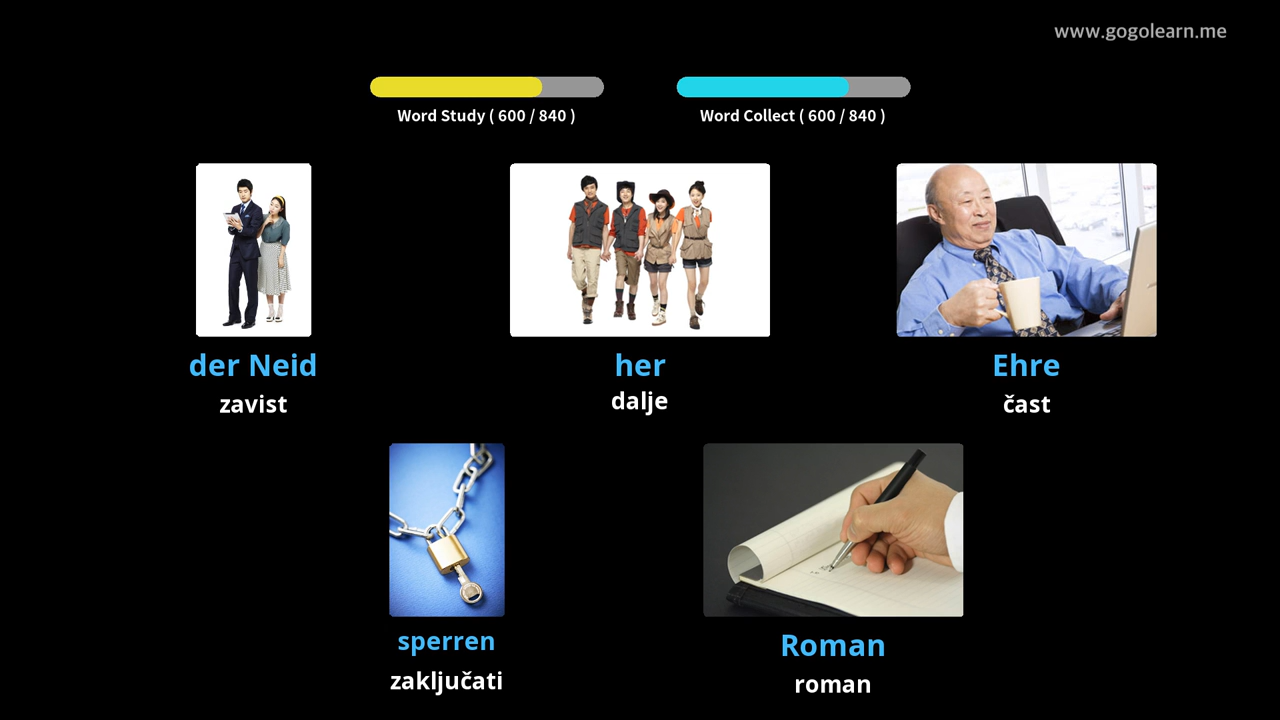 www.gogolearn.me
Word Study ( 600 / 840 )
Word Collect ( 600 / 840 )
der Neid
zavist
her
dalje
Ehre
čast
sperren
zaključati
Roman
roman